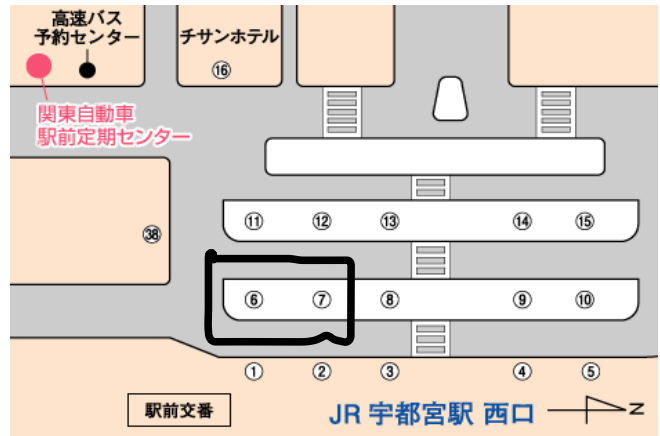 高速バス
予約センター
チサンホテル
⑯
関東自動車
駅前定期センター
⑪ ⑫ ⑬ ⑭ ⑮
㊳
⑥ ⑦ ⑧ ⑨ ⑩
① ② ③ ④ ⑤
駅前交番
JR 宇都宮駅 西口
N